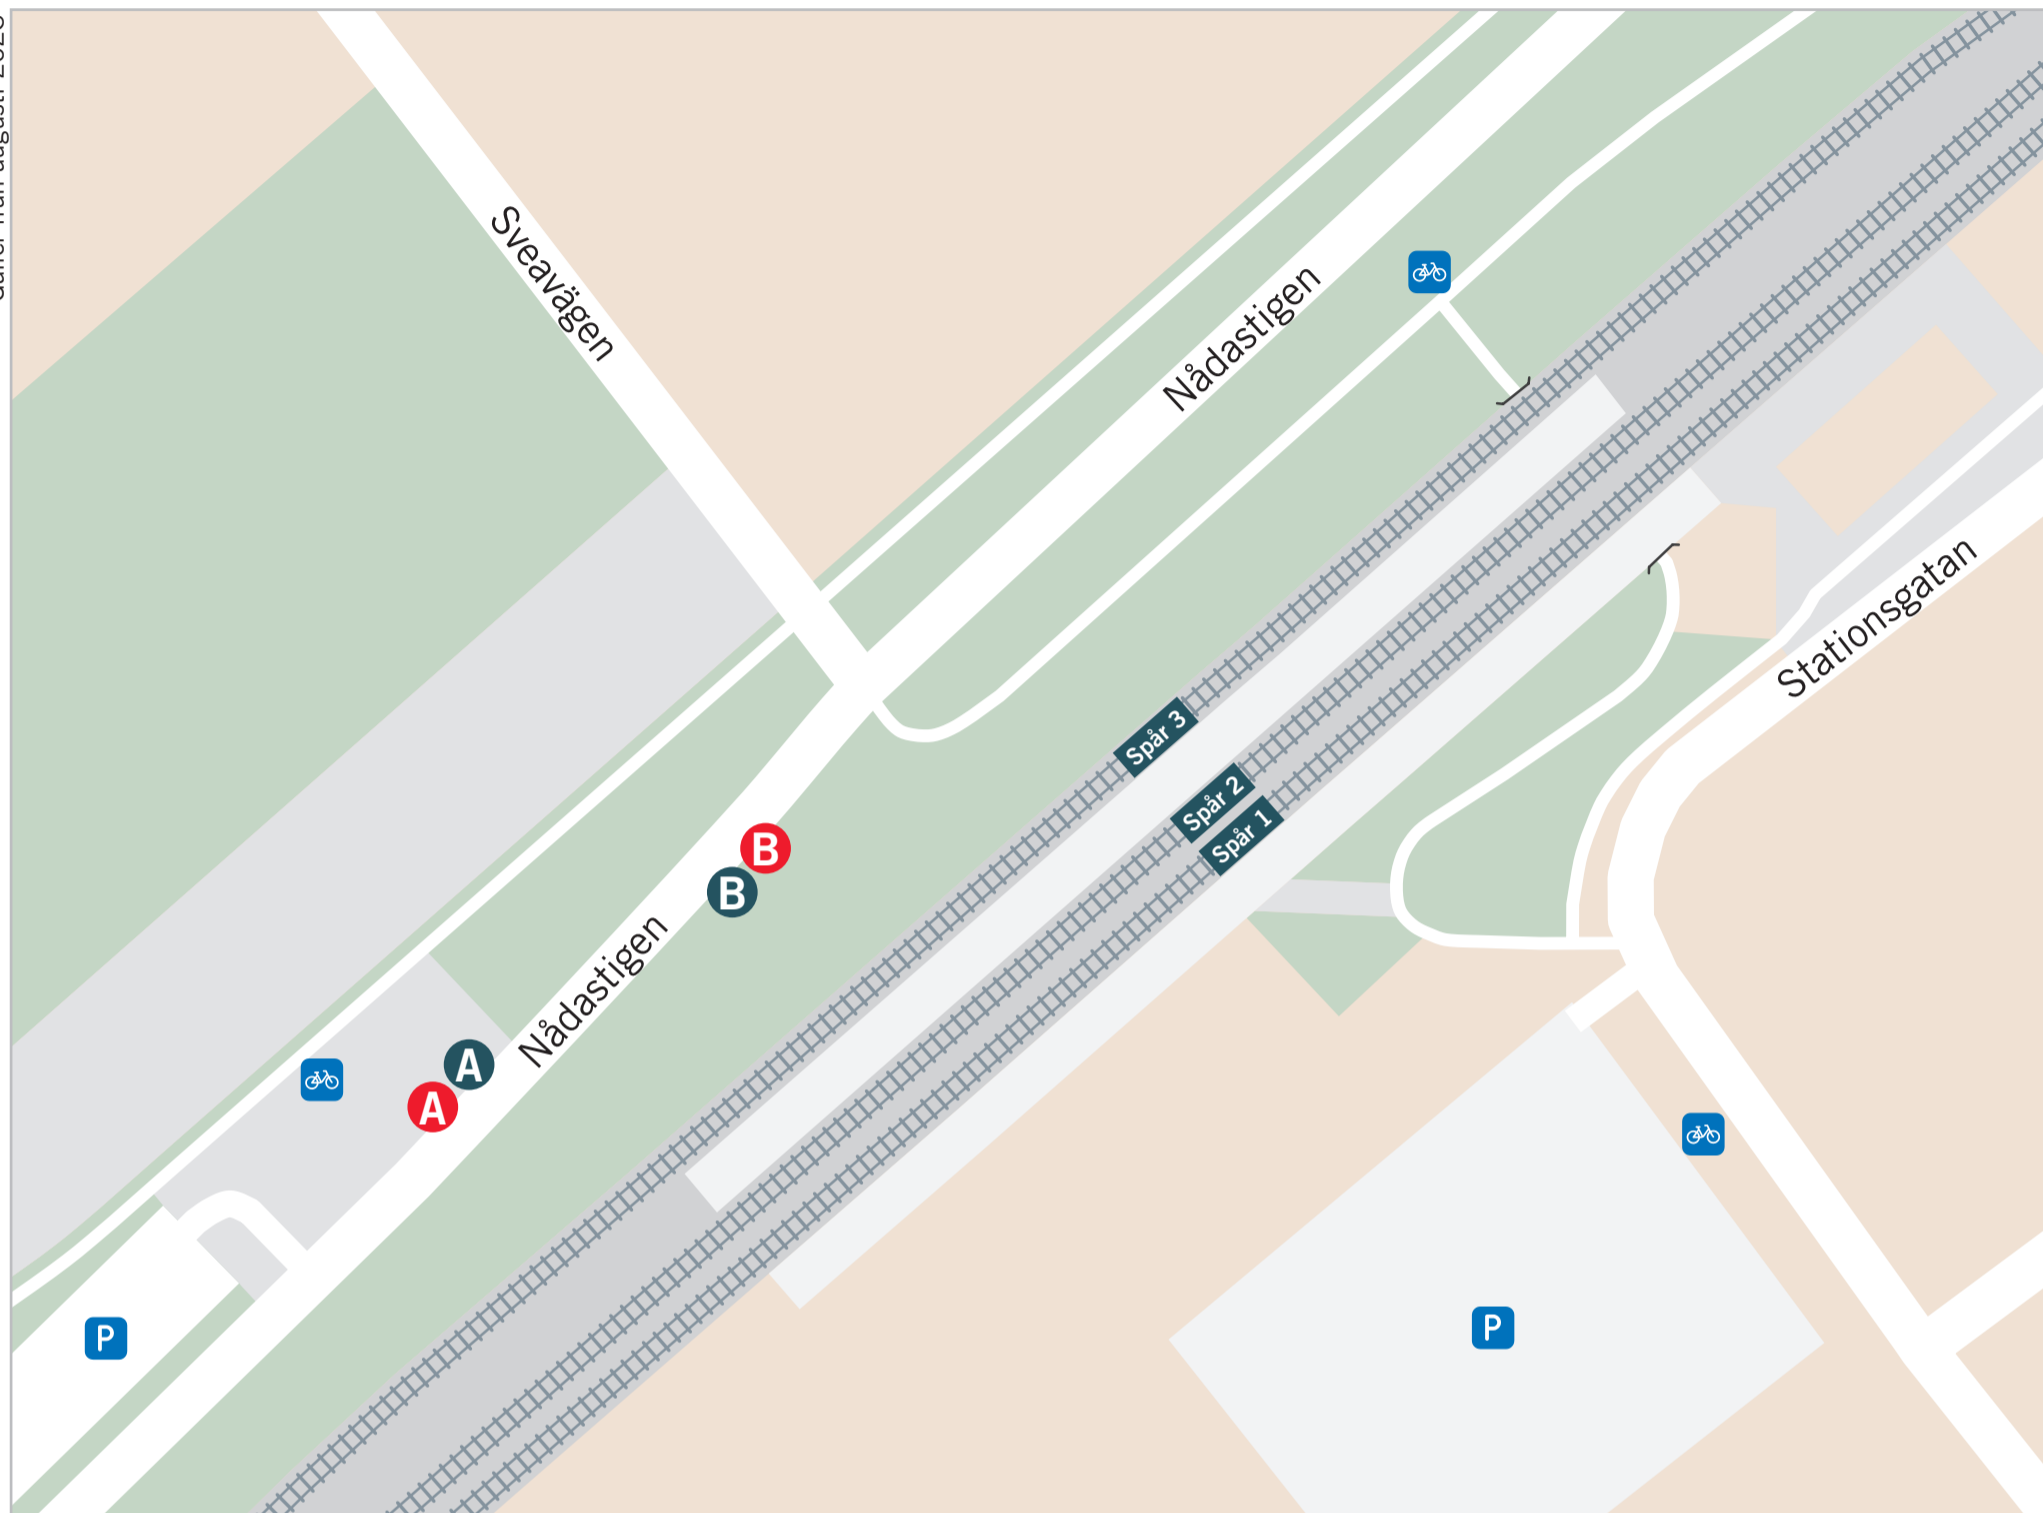 Sveavägen
Nådastigen
Stationsgatan
Spår 3
Spår 2
Spår 1
B
B
Nådastigen
A
A
P
P